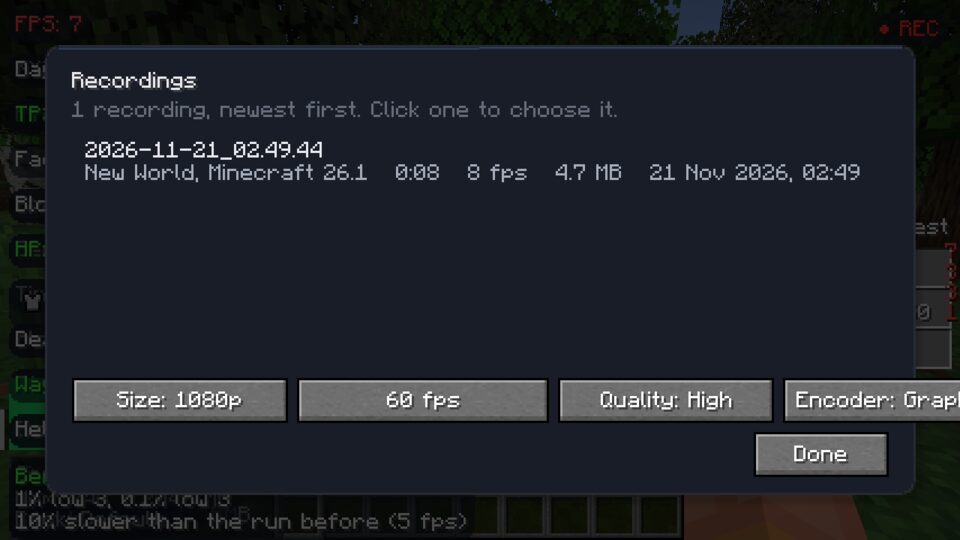 FPS: 7
REC
Recordings
1 recording, newest first. Click one to choose it.
2026-11-21_02.49.44
New World, Minecraft 26.1 0:08 8 fps 4.7 MB 21 Nov 2026, 02:49
Size: 1080p
60 fps
Quality: High
Encoder: Grap
Done
1% low 3, 0.1% low 3
10% slower than the run before (5 fps)